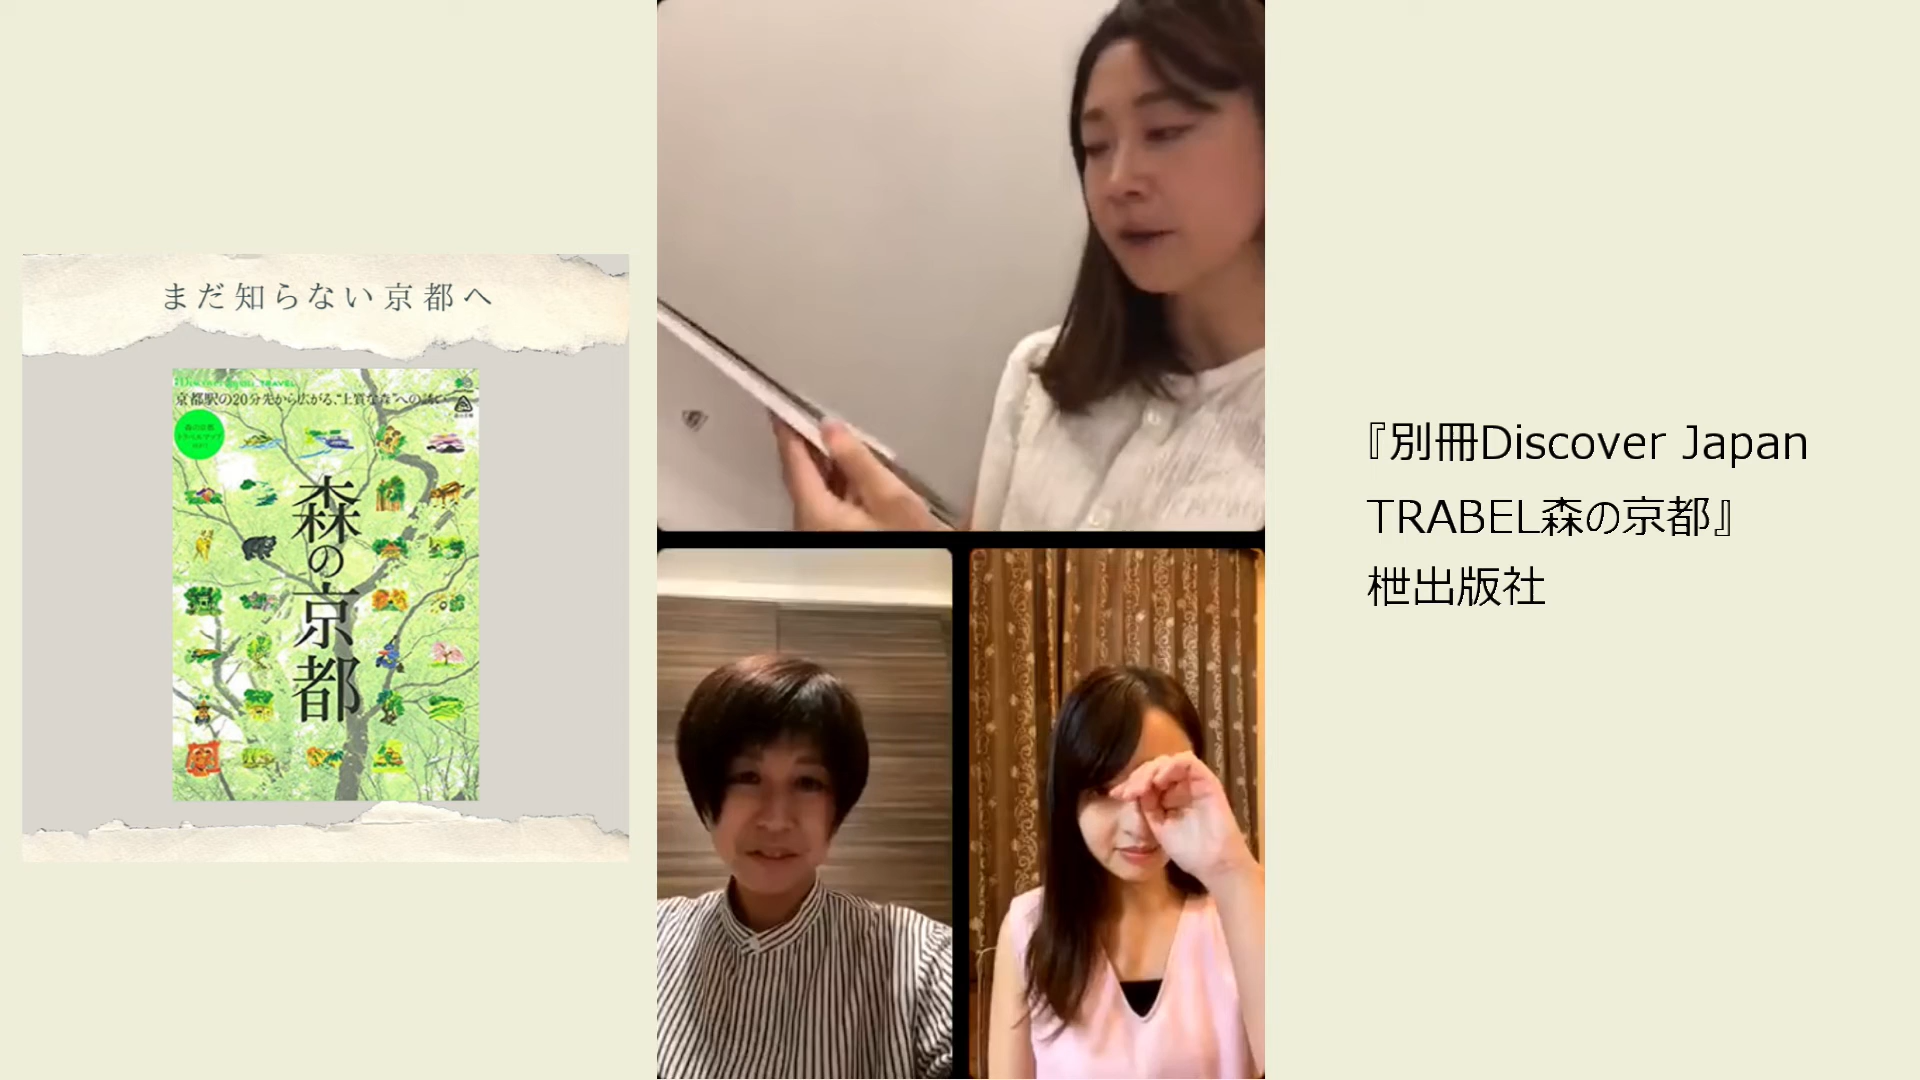 まだ知らない京都へ
京都駅の20分先から広がる、"上質な森"への誘い
森の京都
『別冊Discover Japan
TRABEL森の京都』
枻出版社